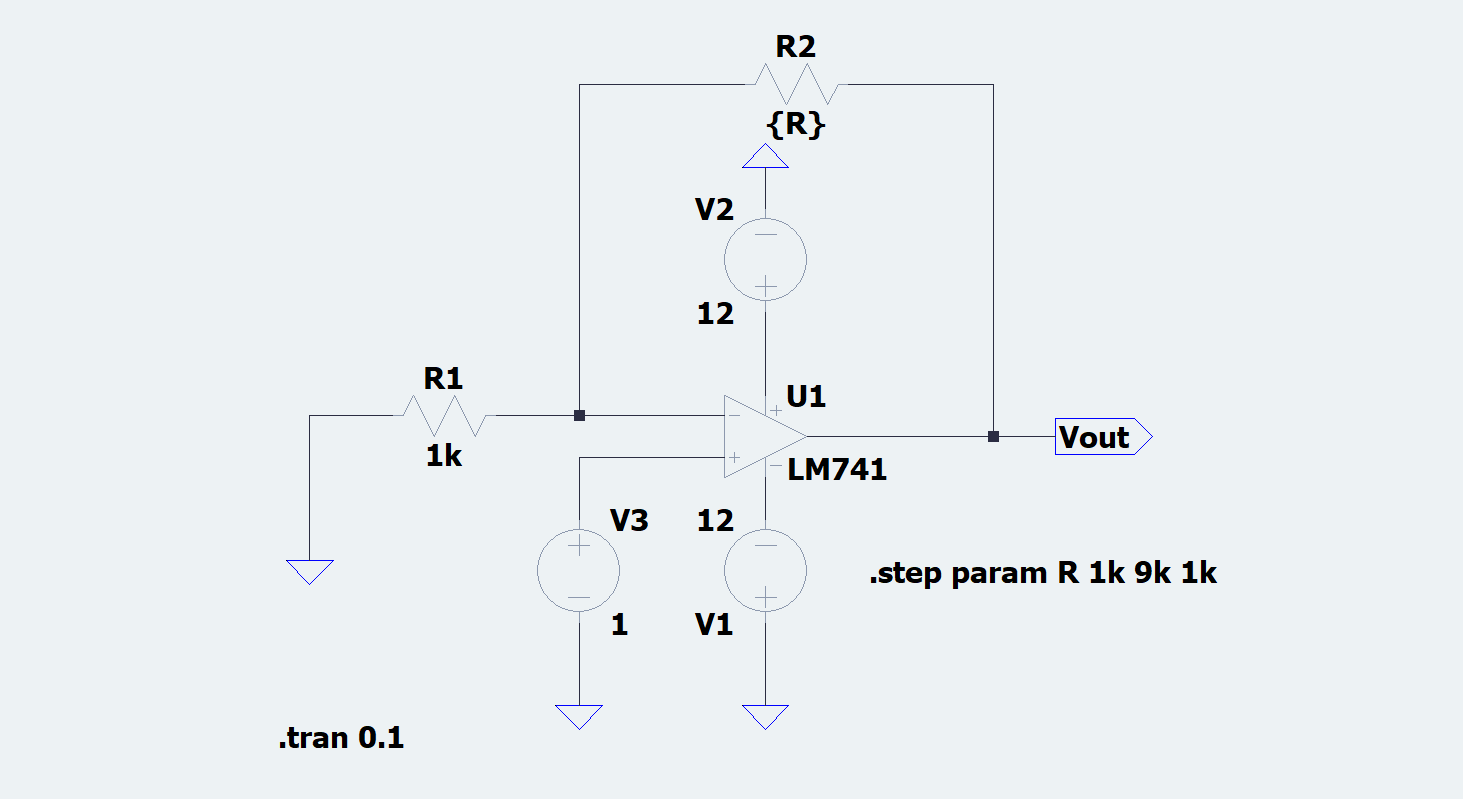 R2
{R}
V2
12
R1
1k
U1
LM741
Vout
V3
1
12
V1
.step param R 1k 9k 1k
.tran 0.1